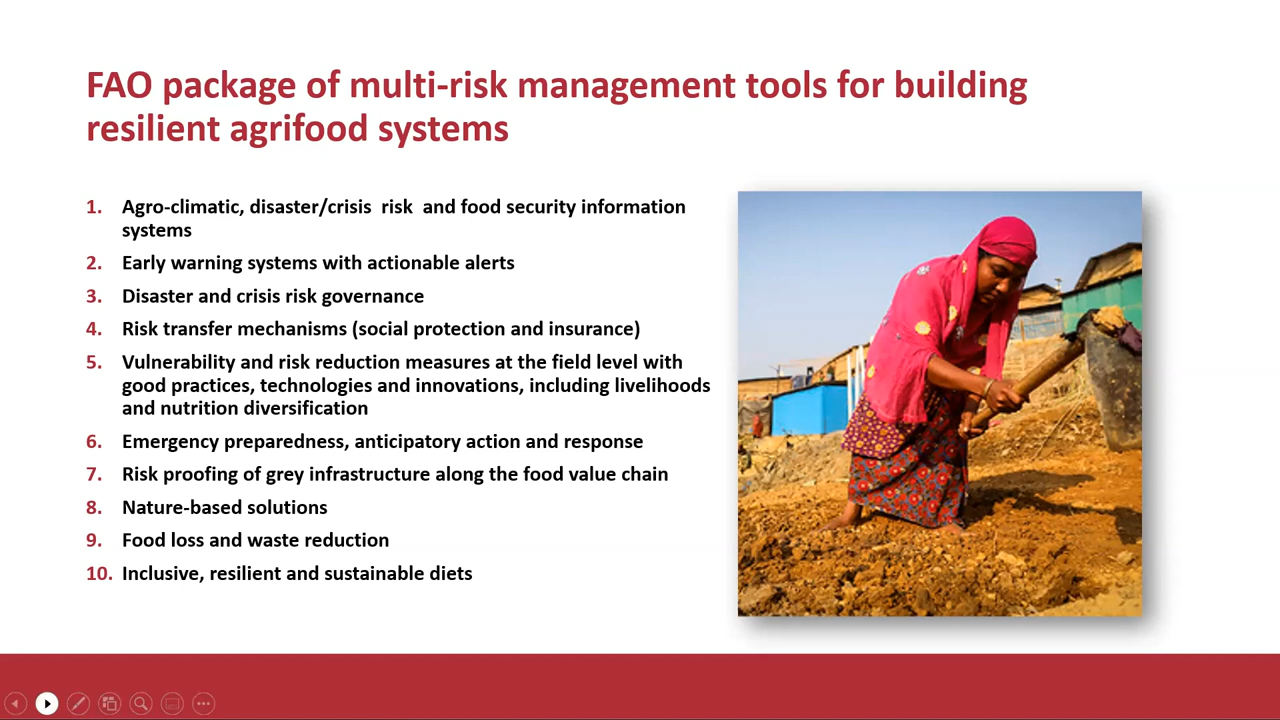 FAO package of multi-risk management tools for building
resilient agrifood systems
1. Agro-climatic, disaster/crisis risk and food security information
systems
2. Early warning systems with actionable alerts
3. Disaster and crisis risk governance
4. Risk transfer mechanisms (social protection and insurance)
5. Vulnerability and risk reduction measures at the field level with
good practices, technologies and innovations, including livelihoods
and nutrition diversification
6. Emergency preparedness, anticipatory action and response
7. Risk proofing of grey infrastructure along the food value chain
8. Nature-based solutions
9. Food loss and waste reduction
10. Inclusive, resilient and sustainable diets